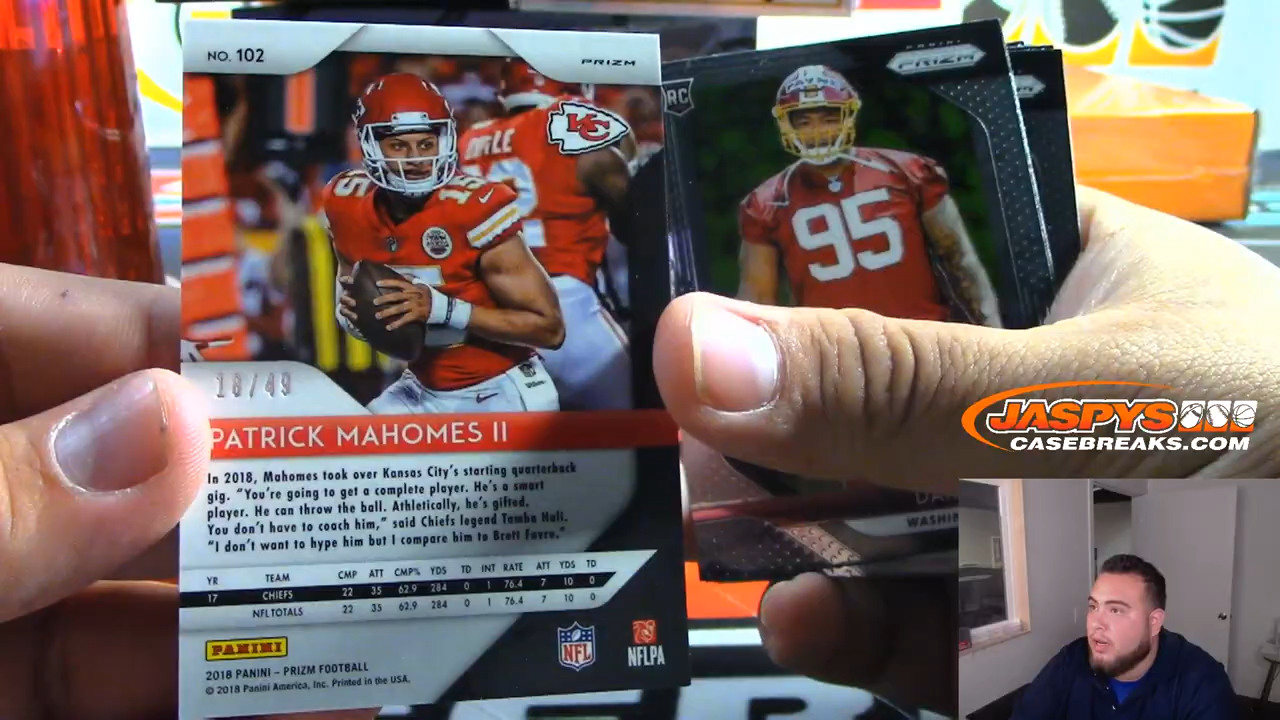 NO. 102
PRIZM
KC
15
15
18/49
PATRICK MAHOMES II
In 2018, Mahomes took over Kansas City's starting quarterback
gig. "You're going to get a complete player. He's a smart
player. He can throw the ball. Athletically, he's gifted.
You don't have to coach him," said Chiefs legend Tamba Hali.
"I don't want to hype him but I compare him to Brett Favre."
YR TEAM CMP ATT CMP% YDS TD INT RATE ATT YDS TD
17 CHIEFS 22 35 62.9 284 0 1 76.4 7 10 0
NFL TOTALS 22 35 62.9 284 0 1 76.4 7 10 0
PANINI
NFL
NFLPA
2018 PANINI – PRIZM FOOTBALL
© 2018 Panini America, Inc. Printed in the USA.
RC
PANINI
PRIZM
95
JASPYS
CASEBREAKS.COM